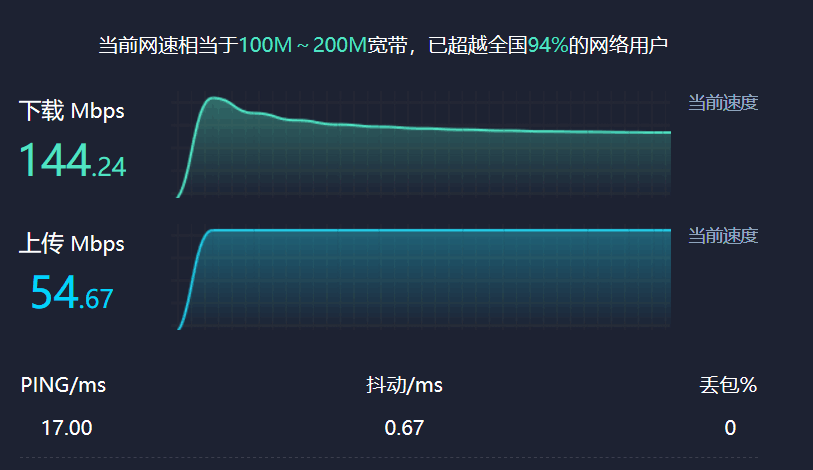 当前网速相当于100M～200M宽带，已超越全国94%的网络用户
下载 Mbps
当前速度
144.24
上传 Mbps
当前速度
54.67
PING/ms 抖动/ms 丢包%
17.00 0.67 0